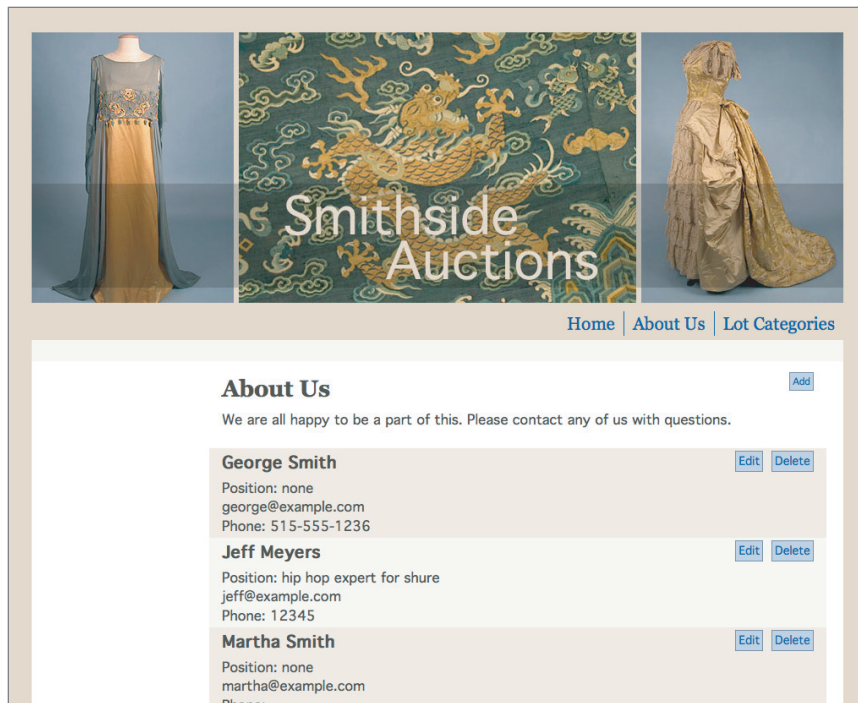 Smithside
Auctions
Home About Us Lot Categories
About Us Add
We are all happy to be a part of this. Please contact any of us with questions.
George Smith Edit Delete
Position: none
george@example.com
Phone: 515-555-1236
Jeff Meyers Edit Delete
Position: hip hop expert for shure
jeff@example.com
Phone: 12345
Martha Smith Edit Delete
Position: none
martha@example.com
Phone: